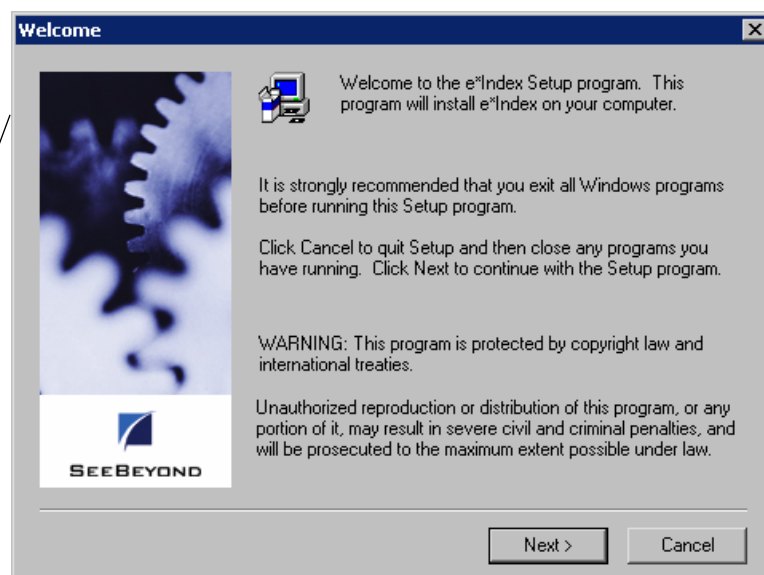 Welcome
Welcome to the e*Index Setup program. This
program will install e*Index on your computer.
It is strongly recommended that you exit all Windows programs
before running this Setup program.
Click Cancel to quit Setup and then close any programs you
have running. Click Next to continue with the Setup program.
WARNING: This program is protected by copyright law and
international treaties.
Unauthorized reproduction or distribution of this program, or any
portion of it, may result in severe civil and criminal penalties, and
will be prosecuted to the maximum extent possible under law.
SEEBEYOND
Next >
Cancel